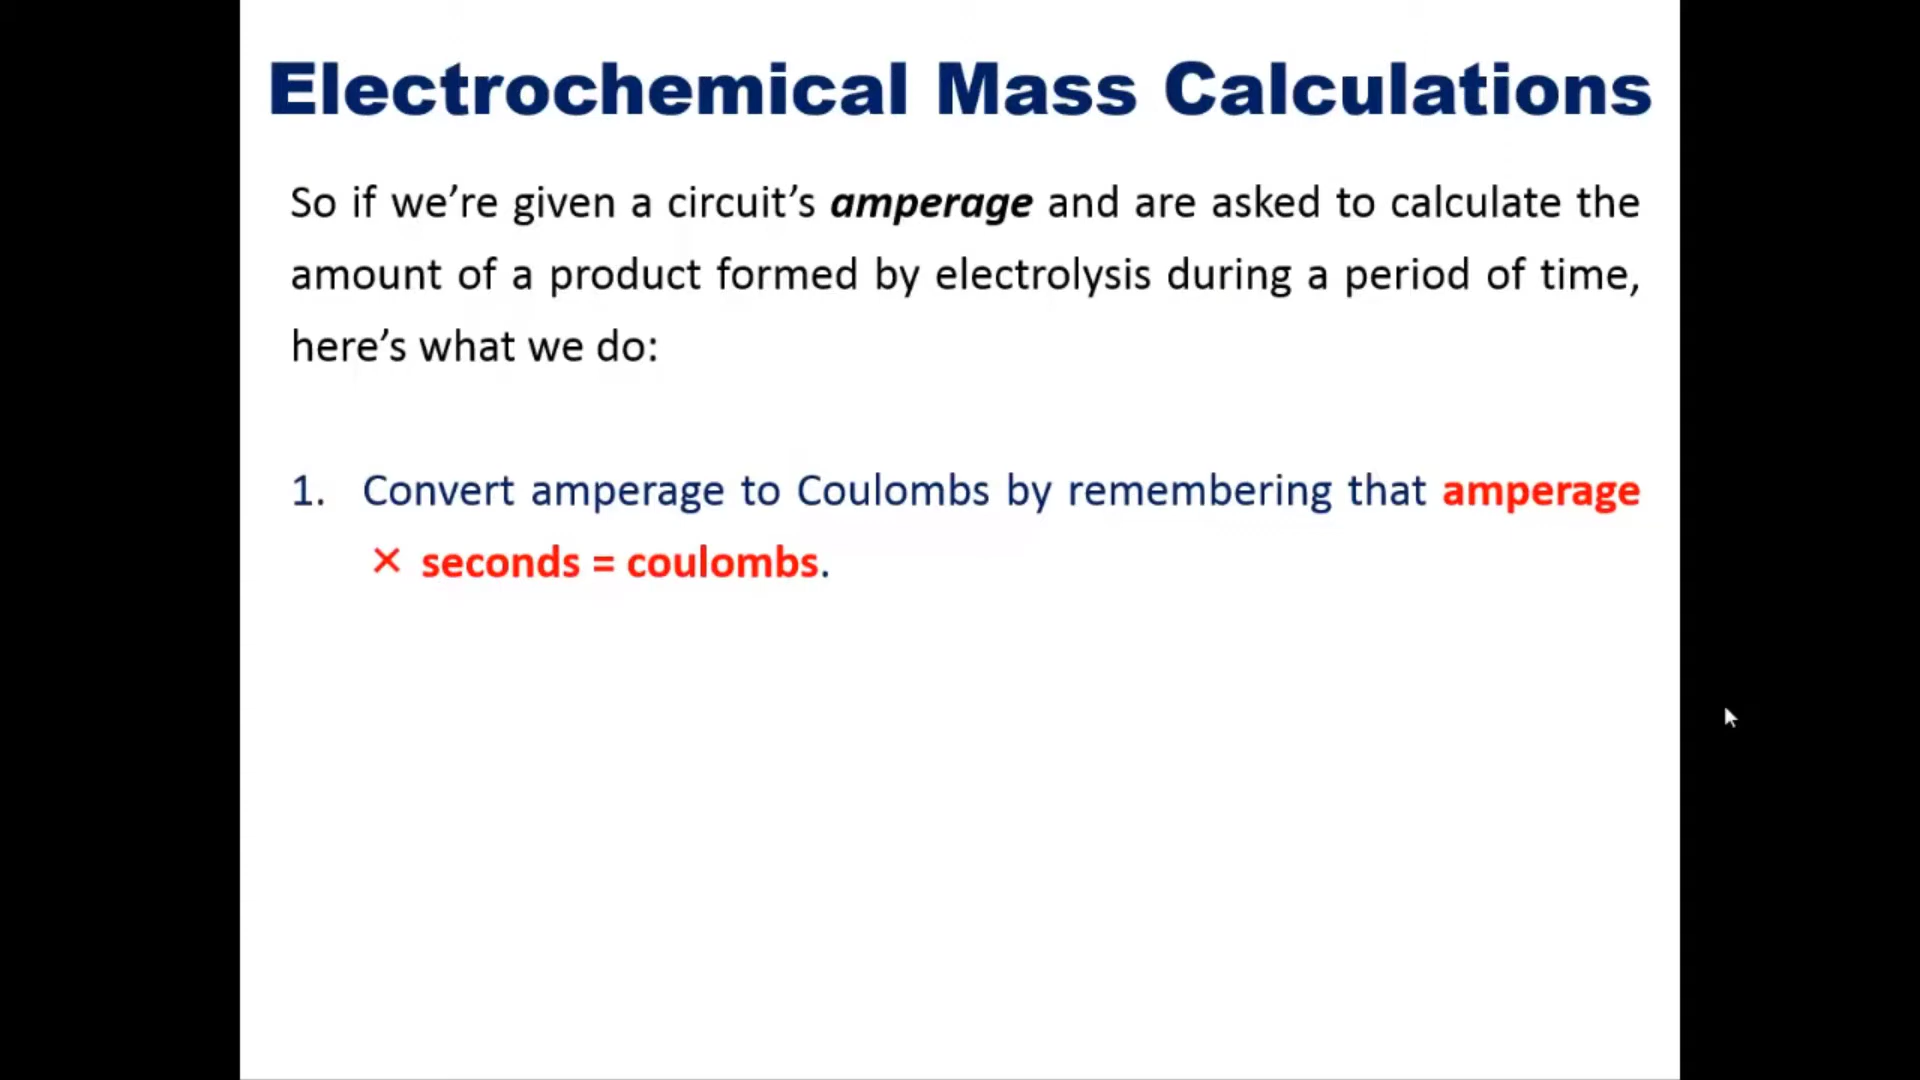 Electrochemical Mass Calculations
So if we’re given a circuit’s amperage and are asked to calculate the
amount of a product formed by electrolysis during a period of time,
here’s what we do:
1. Convert amperage to Coulombs by remembering that amperage
× seconds = coulombs.